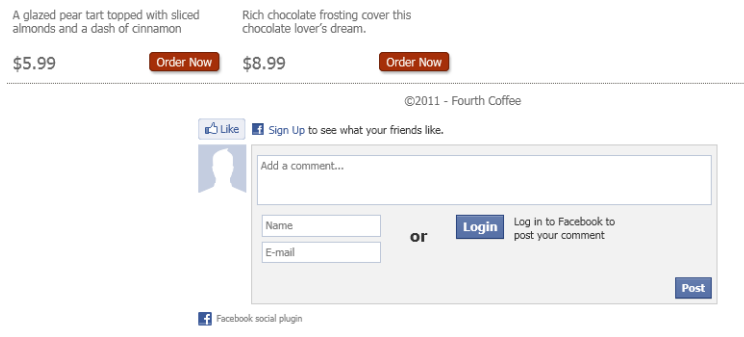 A glazed pear tart topped with sliced
almonds and a dash of cinnamon
$5.99
Order Now
Rich chocolate frosting cover this
chocolate lover's dream.
$8.99
Order Now
©2011 - Fourth Coffee
Like
Sign Up to see what your friends like.
Add a comment...
Name
E-mail
or
Login
Log in to Facebook to
post your comment
Post
Facebook social plugin